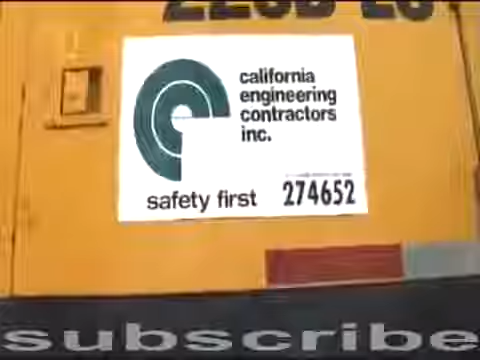 california
engineering
contractors
inc.
safety first 274652
subscribe